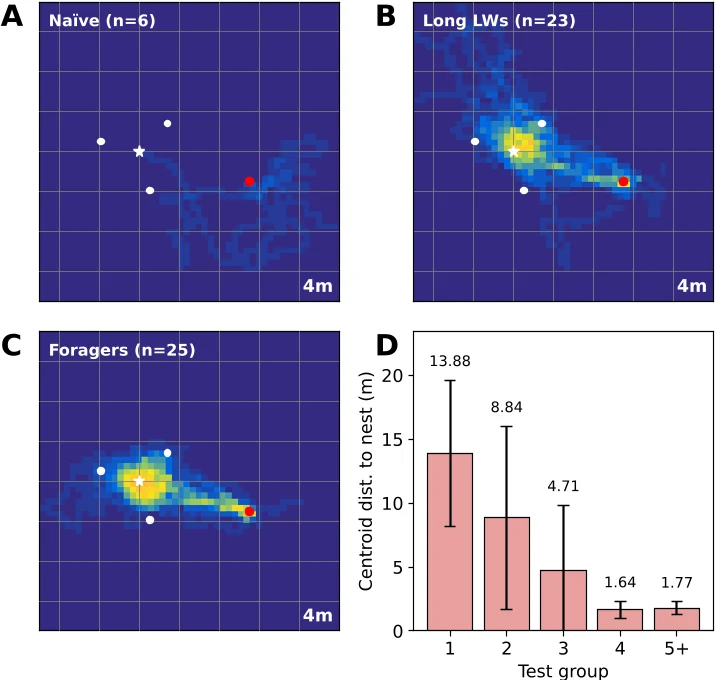 A
Naïve (n=6)
4m
B
Long LWs (n=23)
4m
C
Foragers (n=25)
4m
D
Centroid dist. to nest (m)
20
15
10
5
0
13.88
8.84
4.71
1.64
1.77
1 2 3 4 5+
Test group